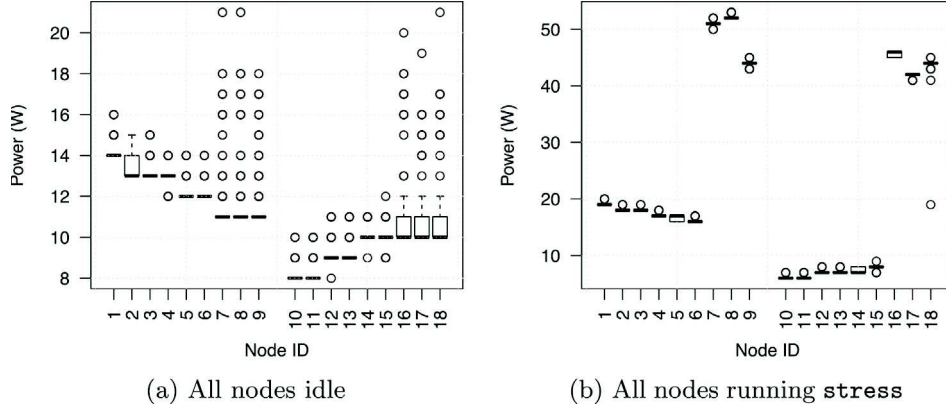 20
18
16
14
12
10
8
Power (W)
1 2 3 4 5 6 7 8 9 10 11 12 13 14 15 16 17 18
Node ID
(a) All nodes idle
50
40
30
20
10
Power (W)
1 2 3 4 5 6 7 8 9 10 11 12 13 14 15 16 17 18
Node ID
(b) All nodes running stress